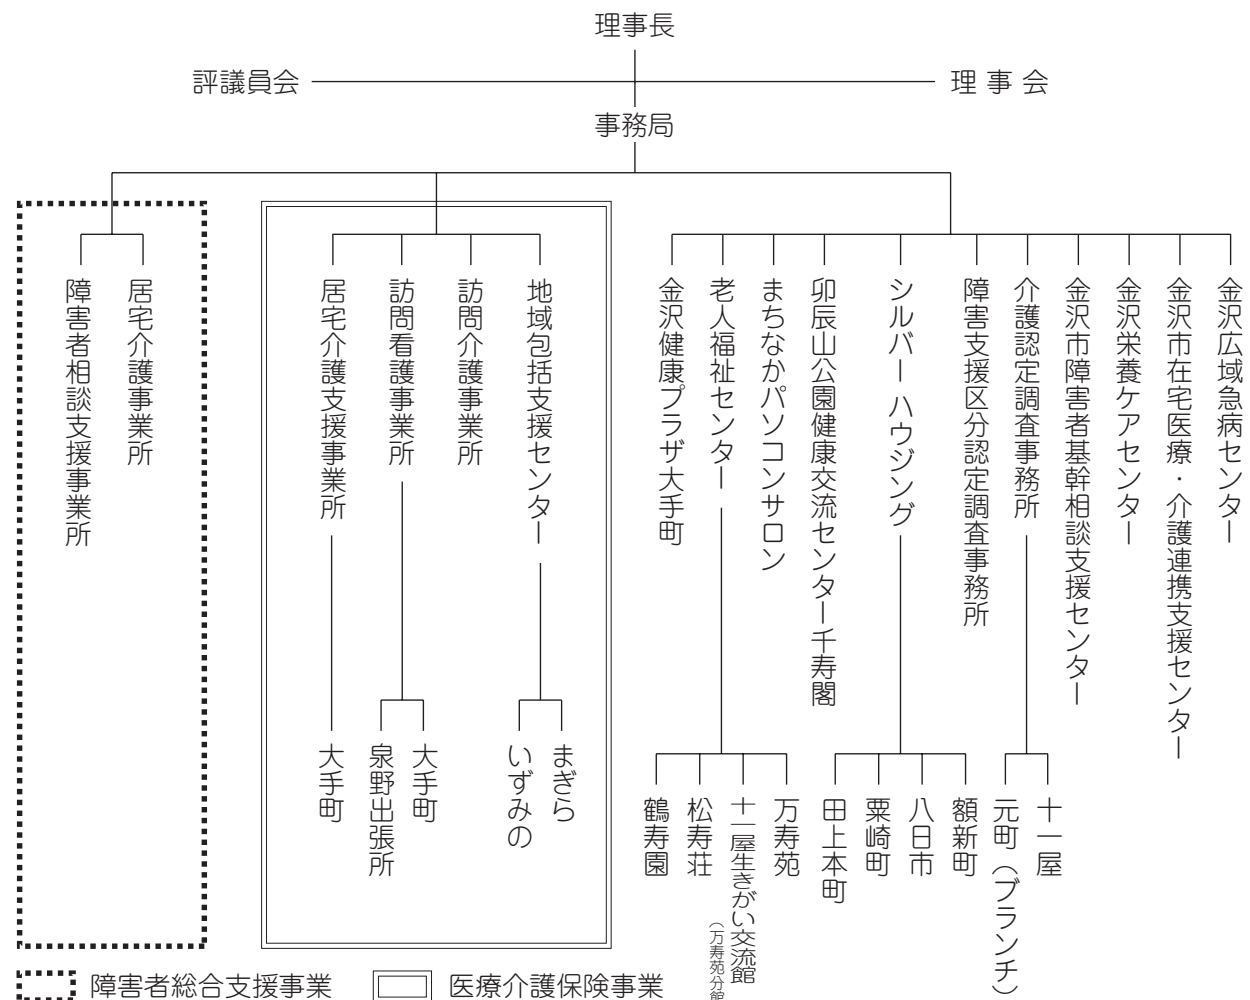 理事長
評議員会
理事会
事務局
金沢広域急病センター
金沢市在宅医療・介護連携支援センター
金沢栄養ケアセンター
金沢市障害者基幹相談支援センター
介護認定調査事務所
障害支援区分認定調査事務所
シルバー ハウジング
卯辰山公園健康交流センター千寿閣
まちなかパソコンサロン
老人福祉センター
金沢健康プラザ大手町
地域包括支援センター
訪問介護事業所
訪問看護事業所
居宅介護支援事業所
居宅介護事業所
障害者相談支援事業所
十一屋
元町（ブランチ）
額新町
八日市
粟崎町
田上本町
万寿苑
十一屋生きがい交流館
（万寿苑分館
松寿荘
鶴寿園
まぎら
いずみの
大手町
泉野出張所
大手町
障害者総合支援事業
医療介護保険事業